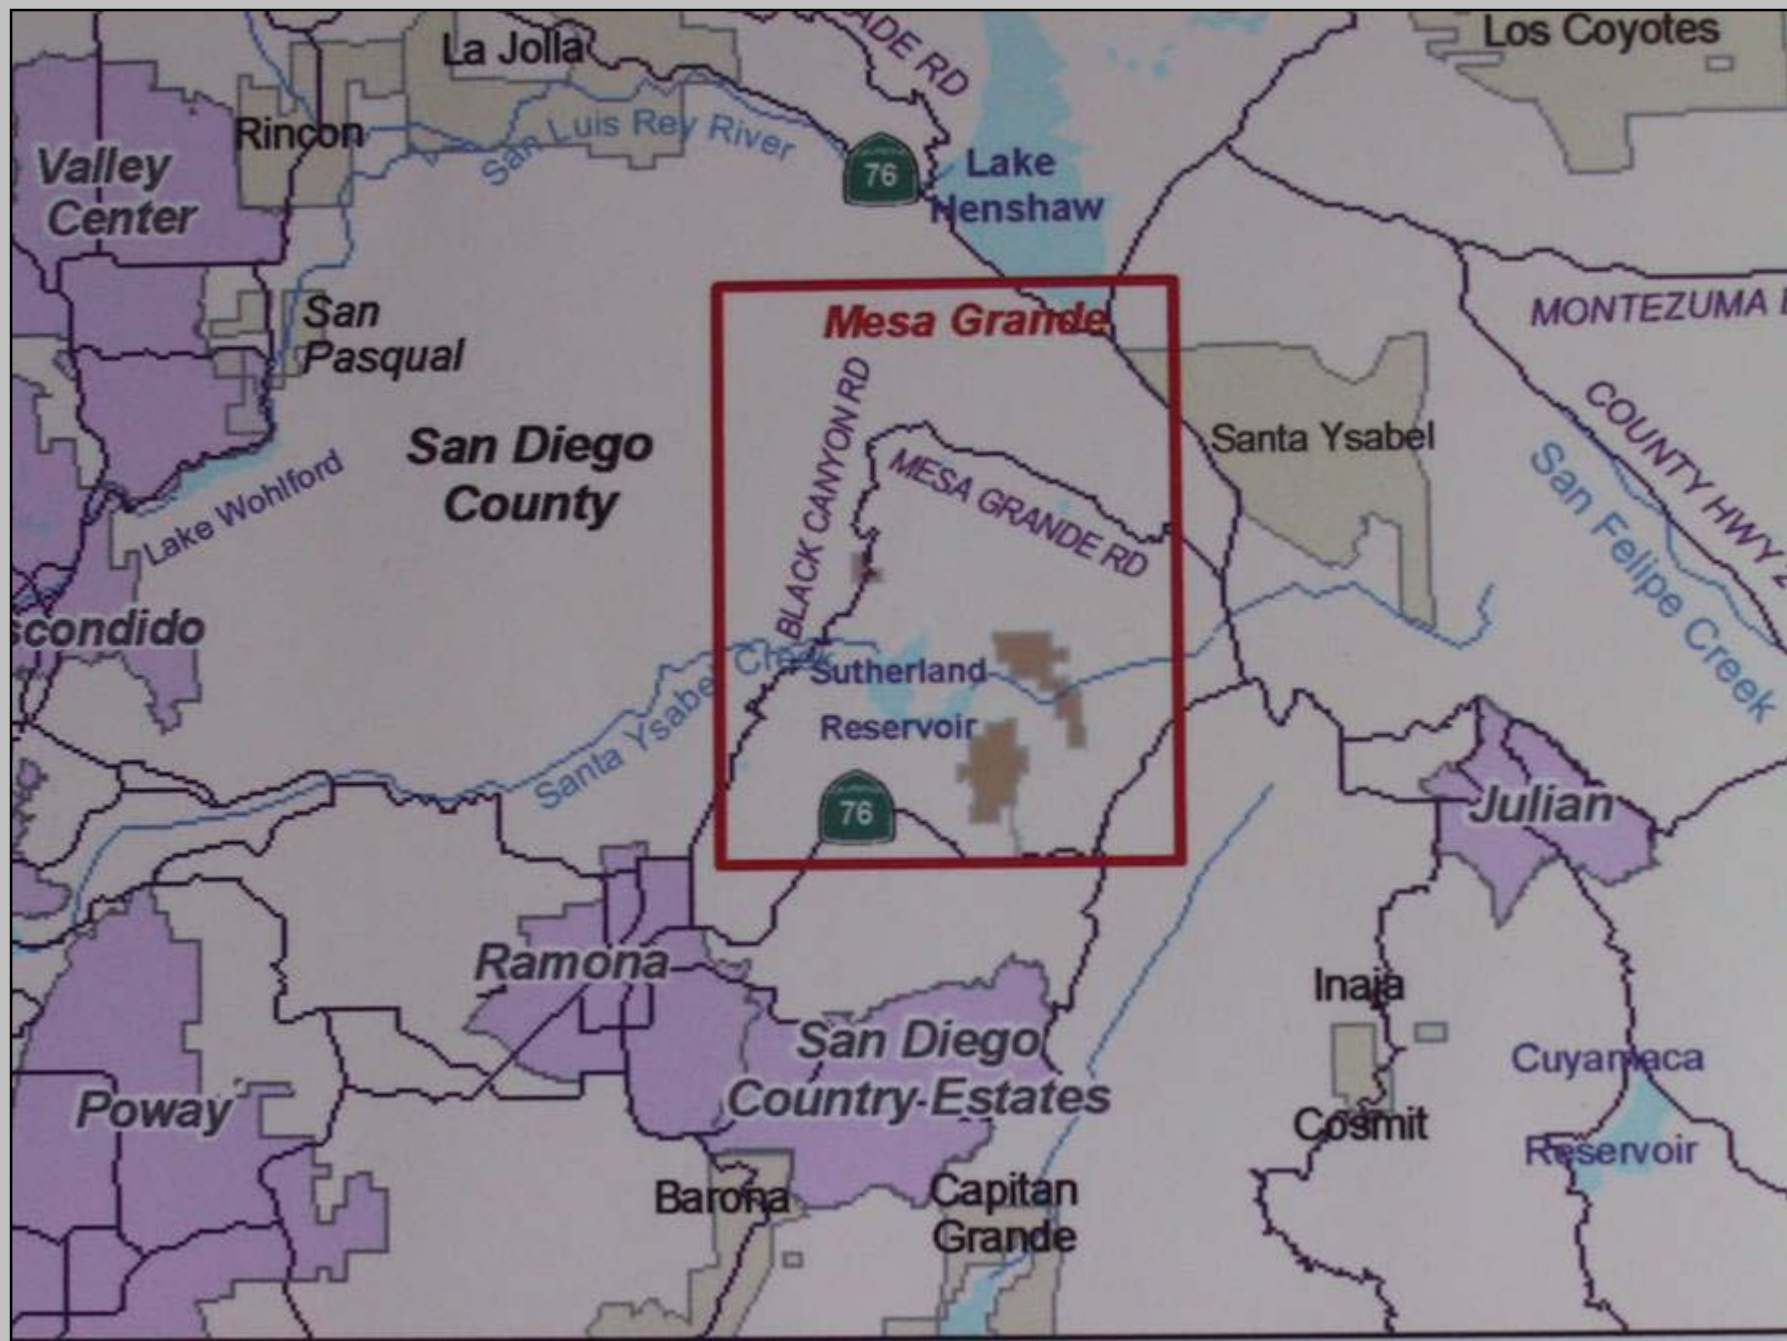 La Jolla
ADE RD
Los Coyotes
Rincon
San Luis Rey River
Valley
Center
76
Lake
Henshaw
San
Pasqual
Mesa Grande
MONTEZUMA
BLACK CANYON RD
COUNTY HWY 2
San Diego
County
Santa Ysabel
MESA GRANDE RD
Lake Wohlford
San Felipe Creek
scondido
Santa Ysabel Creek
Sutherland
Reservoir
76
Julian
Ramona
Inaja
San Diego
Country Estates
Cuyamaca
Reservoir
Poway
Cosmit
Barona
Capitan
Grande